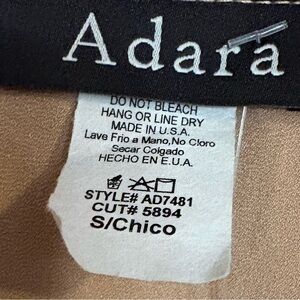 Adara
DO NOT BLEACH
HANG OR LINE DRY
MADE IN U.S.A.
Lave Frio a Mano, No Cloro
Secar Colgado
HECHO EN E.U.A.
STYLE# AD7481
CUT# 5894
S/Chico